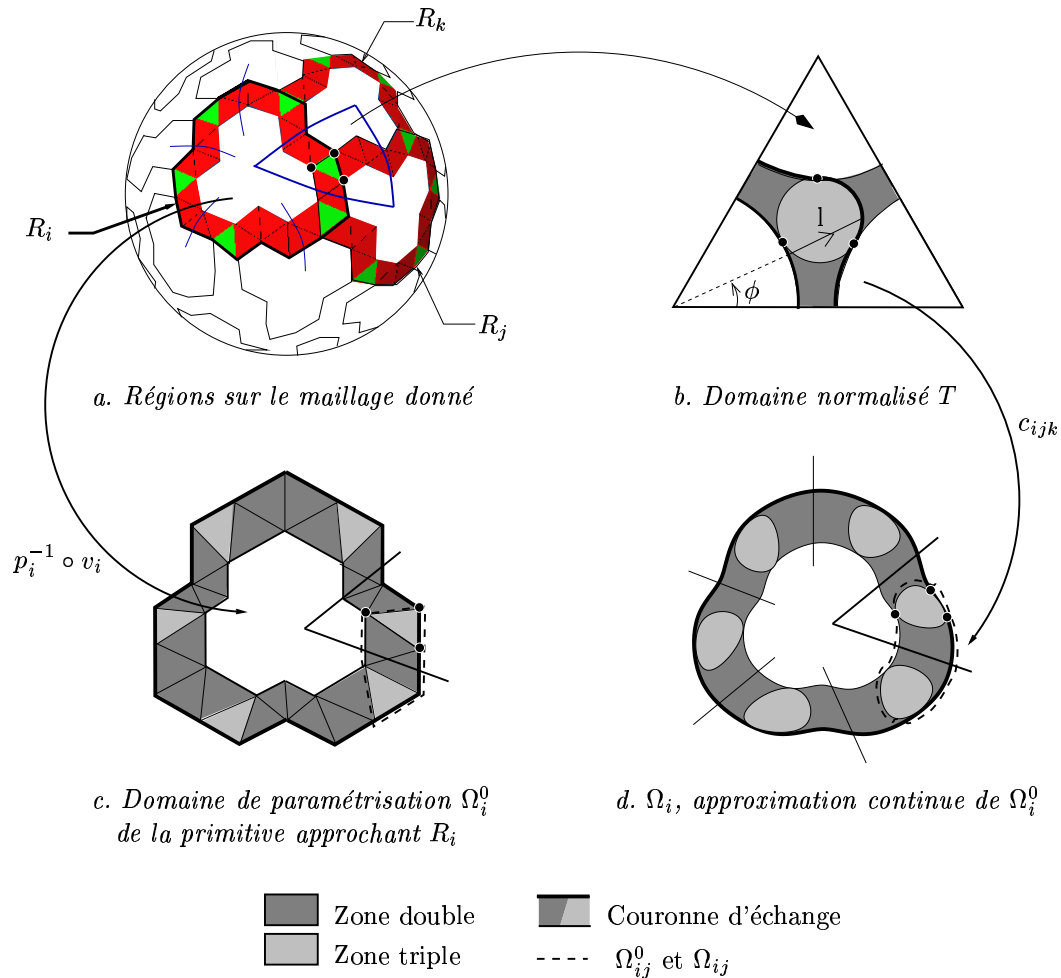 R_k
R_i
R_j
l
ϕ
a. Régions sur le maillage donné
b. Domaine normalisé T
c_{ijk}
p_i^{-1} ∘ v_i
c. Domaine de paramétrisation Ω_i^0
de la primitive approchant R_i
d. Ω_i, approximation continue de Ω_i^0
Zone double
Couronne d'échange
Zone triple
Ω_{ij}^0 et Ω_{ij}